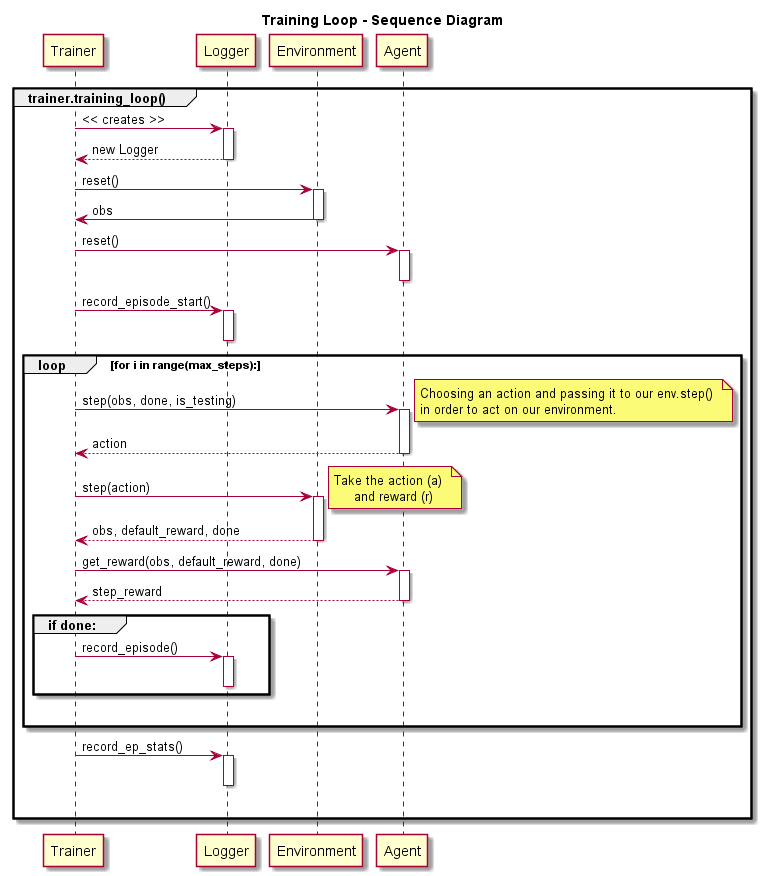 Training Loop - Sequence Diagram
Trainer
Logger
Environment
Agent
trainer.training_loop()
<< creates >>
new Logger
reset()
obs
reset()
record_episode_start()
loop
[for i in range(max_steps):]
step(obs, done, is_testing)
Choosing an action and passing it to our env.step()
in order to act on our environment.
action
step(action)
Take the action (a)
and reward (r)
obs, default_reward, done
get_reward(obs, default_reward, done)
step_reward
if done:
record_episode()
record_ep_stats()
Trainer
Logger
Environment
Agent